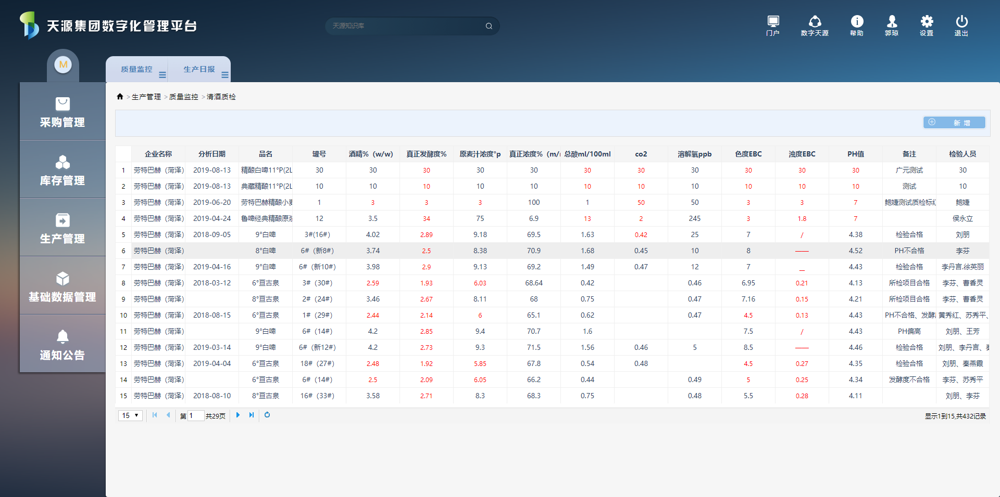 天源集团数字化管理平台
天源知识库
门户 数字天源 帮助 郭琼 设置 退出
M
质量监控 生产日报
采购管理
库存管理
生产管理
基础数据管理
通知公告
>生产管理 >质量监控 >清酒质检
新 增
企业名称 分析日期 品名 罐号 酒精%（w/w） 真正发酵度% 原麦汁浓度°p 真正浓度%（m/ 总酸ml/100ml co2 溶解氧ppb 色度EBC 浊度EBC PH值 备注 检验人员
1 劳特巴赫（菏泽） 2019-08-13 精酿白啤11°P(2L 30 30 30 30 30 30 30 30 30 30 30 广元测试 30
2 劳特巴赫（菏泽） 2019-08-13 典藏精酿11°P(2L 10 10 10 10 10 10 10 10 10 10 10 测试 10
3 劳特巴赫（菏泽） 2019-06-20 劳特巴赫精酿小麦 1 3 3 3 100 1 50 50 3 3 7 鲍婕测试质检标红 鲍婕
4 劳特巴赫（菏泽） 2019-04-24 鲁啤经典精酿原浆 12 3.5 34 75 6.9 13 2 245 3 1.8 7 侯永立
5 劳特巴赫（菏泽） 2018-09-05 9°白啤 3#(16#) 4.02 2.89 9.18 69.5 1.63 0.42 25 7 / 4.38 检验合格 刘朋
6 劳特巴赫（菏泽） 8°白啤 6#（新8#） 3.74 2.5 8.38 70.9 1.68 0.45 10 8 —— 4.52 PH不合格 李芬
7 劳特巴赫（菏泽） 2019-04-16 9°白啤 6#（新10#） 3.98 2.9 9.13 69.2 1.49 0.47 12 7 __ 4.43 检验合格 李丹言.徐英丽
8 劳特巴赫（菏泽） 2018-03-12 6°亘古泉 3#（30#） 2.59 1.93 6.03 68.64 0.42 0.46 6.95 0.21 4.13 所检项目合格 李芬、曹香灵
9 劳特巴赫（菏泽） 8°亘古泉 2#（24#） 3.46 2.67 8.11 68 0.75 0.47 7.16 0.15 4.21 所检项目合格 李芬、曹香灵
10 劳特巴赫（菏泽） 2018-08-15 6°亘古泉 1#（29#） 2.44 2.14 6 65.1 0.62 0.47 4.5 0.13 4.43 PH不合格、发酵 黄秀红、苏秀平、
11 劳特巴赫（菏泽） 9°白啤 6#（14#） 4.2 2.85 9.4 70.7 1.6 7.5 / 4.43 PH偏高 刘朋、王芳
12 劳特巴赫（菏泽） 2019-03-14 9°白啤 6#（新12#） 4.2 2.73 9.3 71.5 1.56 0.46 5 8.5 —— 4.46 检验合格 刘朋、李丹言、秦
13 劳特巴赫（菏泽） 2019-04-04 6°亘古泉 18#（27#） 2.48 1.92 5.85 67.8 0.54 0.48 4.5 0.27 4.35 检验合格 刘朋、秦燕霞
14 劳特巴赫（菏泽） 6°亘古泉 6#（14#） 2.5 2.09 6.05 66.2 0.44 0.49 5 0.25 4.34 发酵度不合格 李芬、苏秀平
15 劳特巴赫（菏泽） 2018-08-10 8°亘古泉 16#（33#） 3.58 2.71 8.3 68.3 0.75 0.48 5.5 0.28 4.11 刘朋、李芬
15 第 1 共29页 显示1到15,共432记录